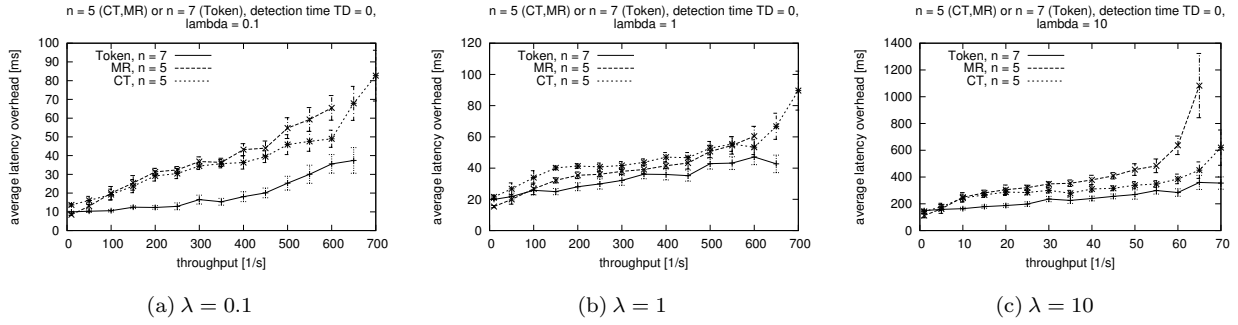 n = 5 (CT,MR) or n = 7 (Token), detection time TD = 0,
lambda = 0.1
average latency overhead [ms]
100
90
80
70
60
50
40
30
20
10
0
Token, n = 7
MR, n = 5
CT, n = 5
0 100 200 300 400 500 600 700
throughput [1/s]
(a) λ = 0.1
n = 5 (CT,MR) or n = 7 (Token), detection time TD = 0,
lambda = 1
average latency overhead [ms]
120
100
80
60
40
20
0
Token, n = 7
MR, n = 5
CT, n = 5
0 100 200 300 400 500 600 700
throughput [1/s]
(b) λ = 1
n = 5 (CT,MR) or n = 7 (Token), detection time TD = 0,
lambda = 10
average latency overhead [ms]
1400
1200
1000
800
600
400
200
0
Token, n = 7
MR, n = 5
CT, n = 5
0 10 20 30 40 50 60 70
throughput [1/s]
(c) λ = 10